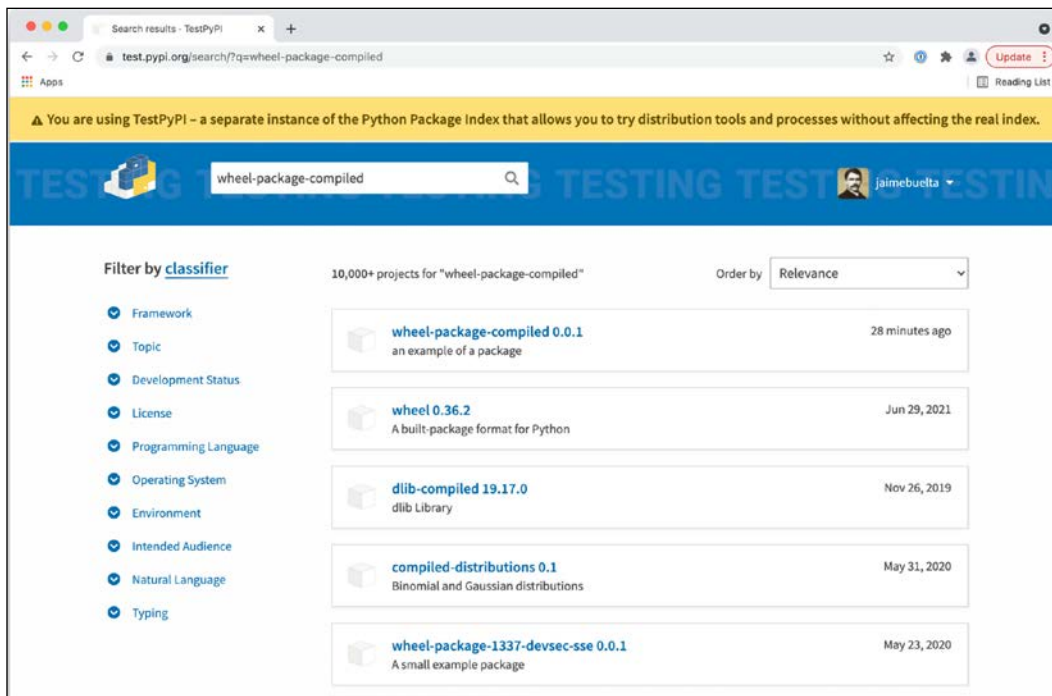 Search results · TestPyPI
test.pypi.org/search/?q=wheel-package-compiled
Update
Apps
Reading List
You are using TestPyPI – a separate instance of the Python Package Index that allows you to try distribution tools and processes without affecting the real index.
TESTING TESTING TESTING TESTING TESTIN
wheel-package-compiled
jaimebuelta
Filter by classifier
10,000+ projects for "wheel-package-compiled"
Order by Relevance
Framework
Topic
Development Status
License
Programming Language
Operating System
Environment
Intended Audience
Natural Language
Typing
wheel-package-compiled 0.0.1
28 minutes ago
an example of a package
wheel 0.36.2
Jun 29, 2021
A built-package format for Python
dlib-compiled 19.17.0
Nov 26, 2019
dlib Library
compiled-distributions 0.1
May 31, 2020
Binomial and Gaussian distributions
wheel-package-1337-devsec-sse 0.0.1
May 23, 2020
A small example package